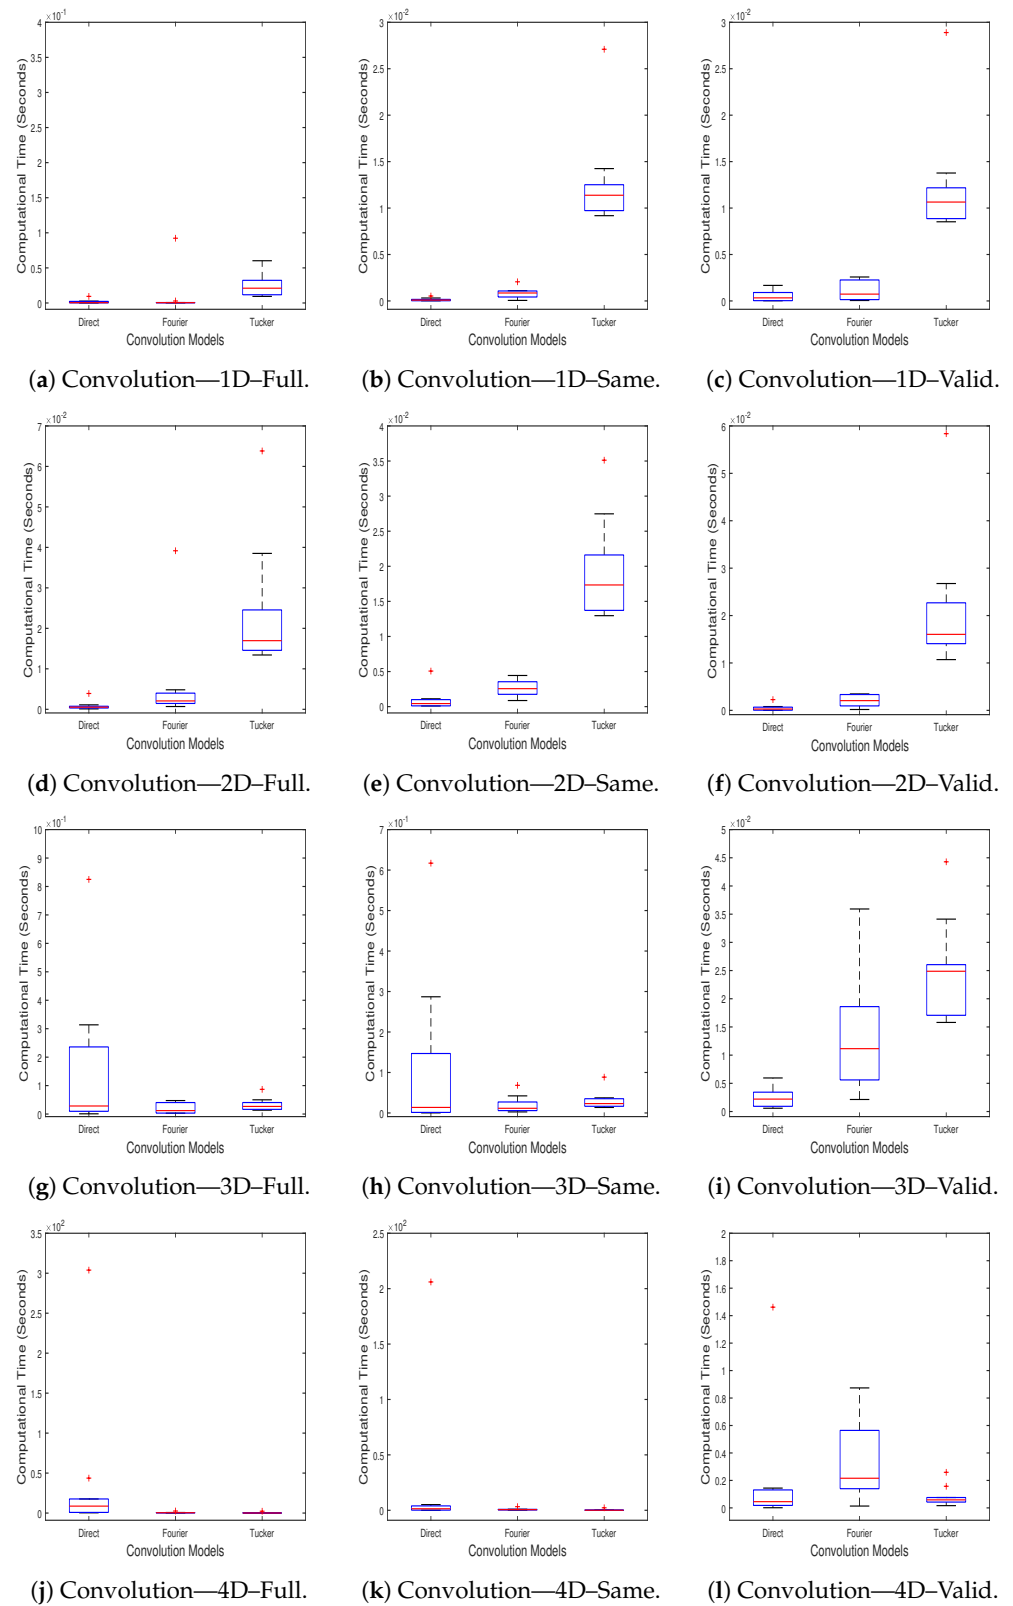 ×10⁻¹
4
3.5
3
2.5
2
1.5
1
0.5
0
Computational Time (Seconds)
Direct Fourier Tucker
Convolution Models
(a) Convolution—1D–Full.
×10⁻²
3
2.5
2
1.5
1
0.5
0
Computational Time (Seconds)
Direct Fourier Tucker
Convolution Models
(b) Convolution—1D–Same.
×10⁻²
3
2.5
2
1.5
1
0.5
0
Computational Time (Seconds)
Direct Fourier Tucker
Convolution Models
(c) Convolution—1D–Valid.
×10⁻²
7
6
5
4
3
2
1
0
Computational Time (Seconds)
Direct Fourier Tucker
Convolution Models
(d) Convolution—2D–Full.
×10⁻²
4
3.5
3
2.5
2
1.5
1
0.5
0
Computational Time (Seconds)
Direct Fourier Tucker
Convolution Models
(e) Convolution—2D–Same.
×10⁻²
6
5
4
3
2
1
0
Computational Time (Seconds)
Direct Fourier Tucker
Convolution Models
(f) Convolution—2D–Valid.
×10⁻¹
10
9
8
7
6
5
4
3
2
1
0
Computational Time (Seconds)
Direct Fourier Tucker
Convolution Models
(g) Convolution—3D–Full.
×10⁻¹
7
6
5
4
3
2
1
0
Computational Time (Seconds)
Direct Fourier Tucker
Convolution Models
(h) Convolution—3D–Same.
×10⁻²
5
4.5
4
3.5
3
2.5
2
1.5
1
0.5
0
Computational Time (Seconds)
Direct Fourier Tucker
Convolution Models
(i) Convolution—3D–Valid.
×10²
3.5
3
2.5
2
1.5
1
0.5
0
Computational Time (Seconds)
Direct Fourier Tucker
Convolution Models
(j) Convolution—4D–Full.
×10²
2.5
2
1.5
1
0.5
0
Computational Time (Seconds)
Direct Fourier Tucker
Convolution Models
(k) Convolution—4D–Same.
2
1.8
1.6
1.4
1.2
1
0.8
0.6
0.4
0.2
0
Computational Time (Seconds)
Direct Fourier Tucker
Convolution Models
(l) Convolution—4D–Valid.